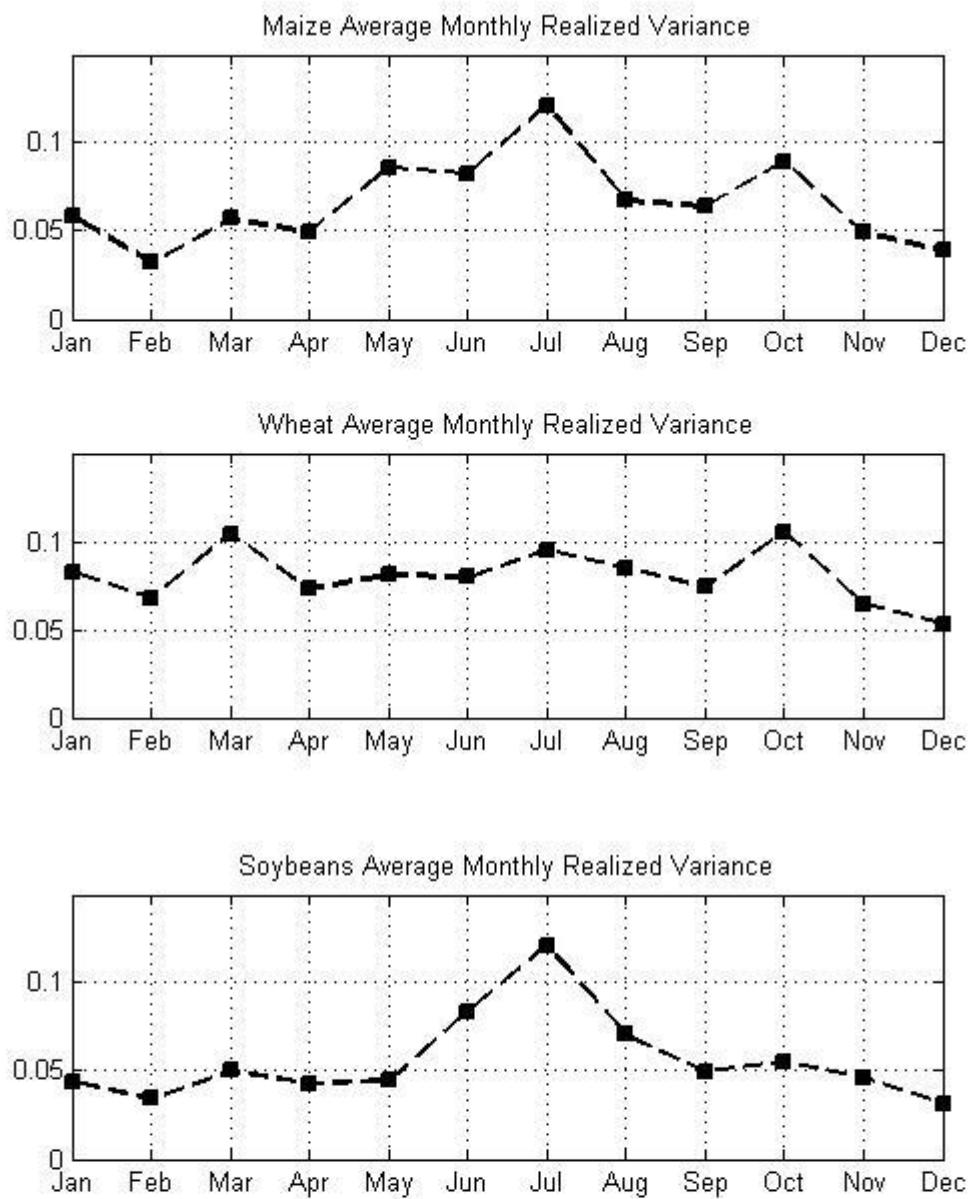 Maize Average Monthly Realized Variance
0.1
0.05
0
Jan Feb Mar Apr May Jun Jul Aug Sep Oct Nov Dec
Wheat Average Monthly Realized Variance
0.1
0.05
0
Jan Feb Mar Apr May Jun Jul Aug Sep Oct Nov Dec
Soybeans Average Monthly Realized Variance
0.1
0.05
0
Jan Feb Mar Apr May Jun Jul Aug Sep Oct Nov Dec